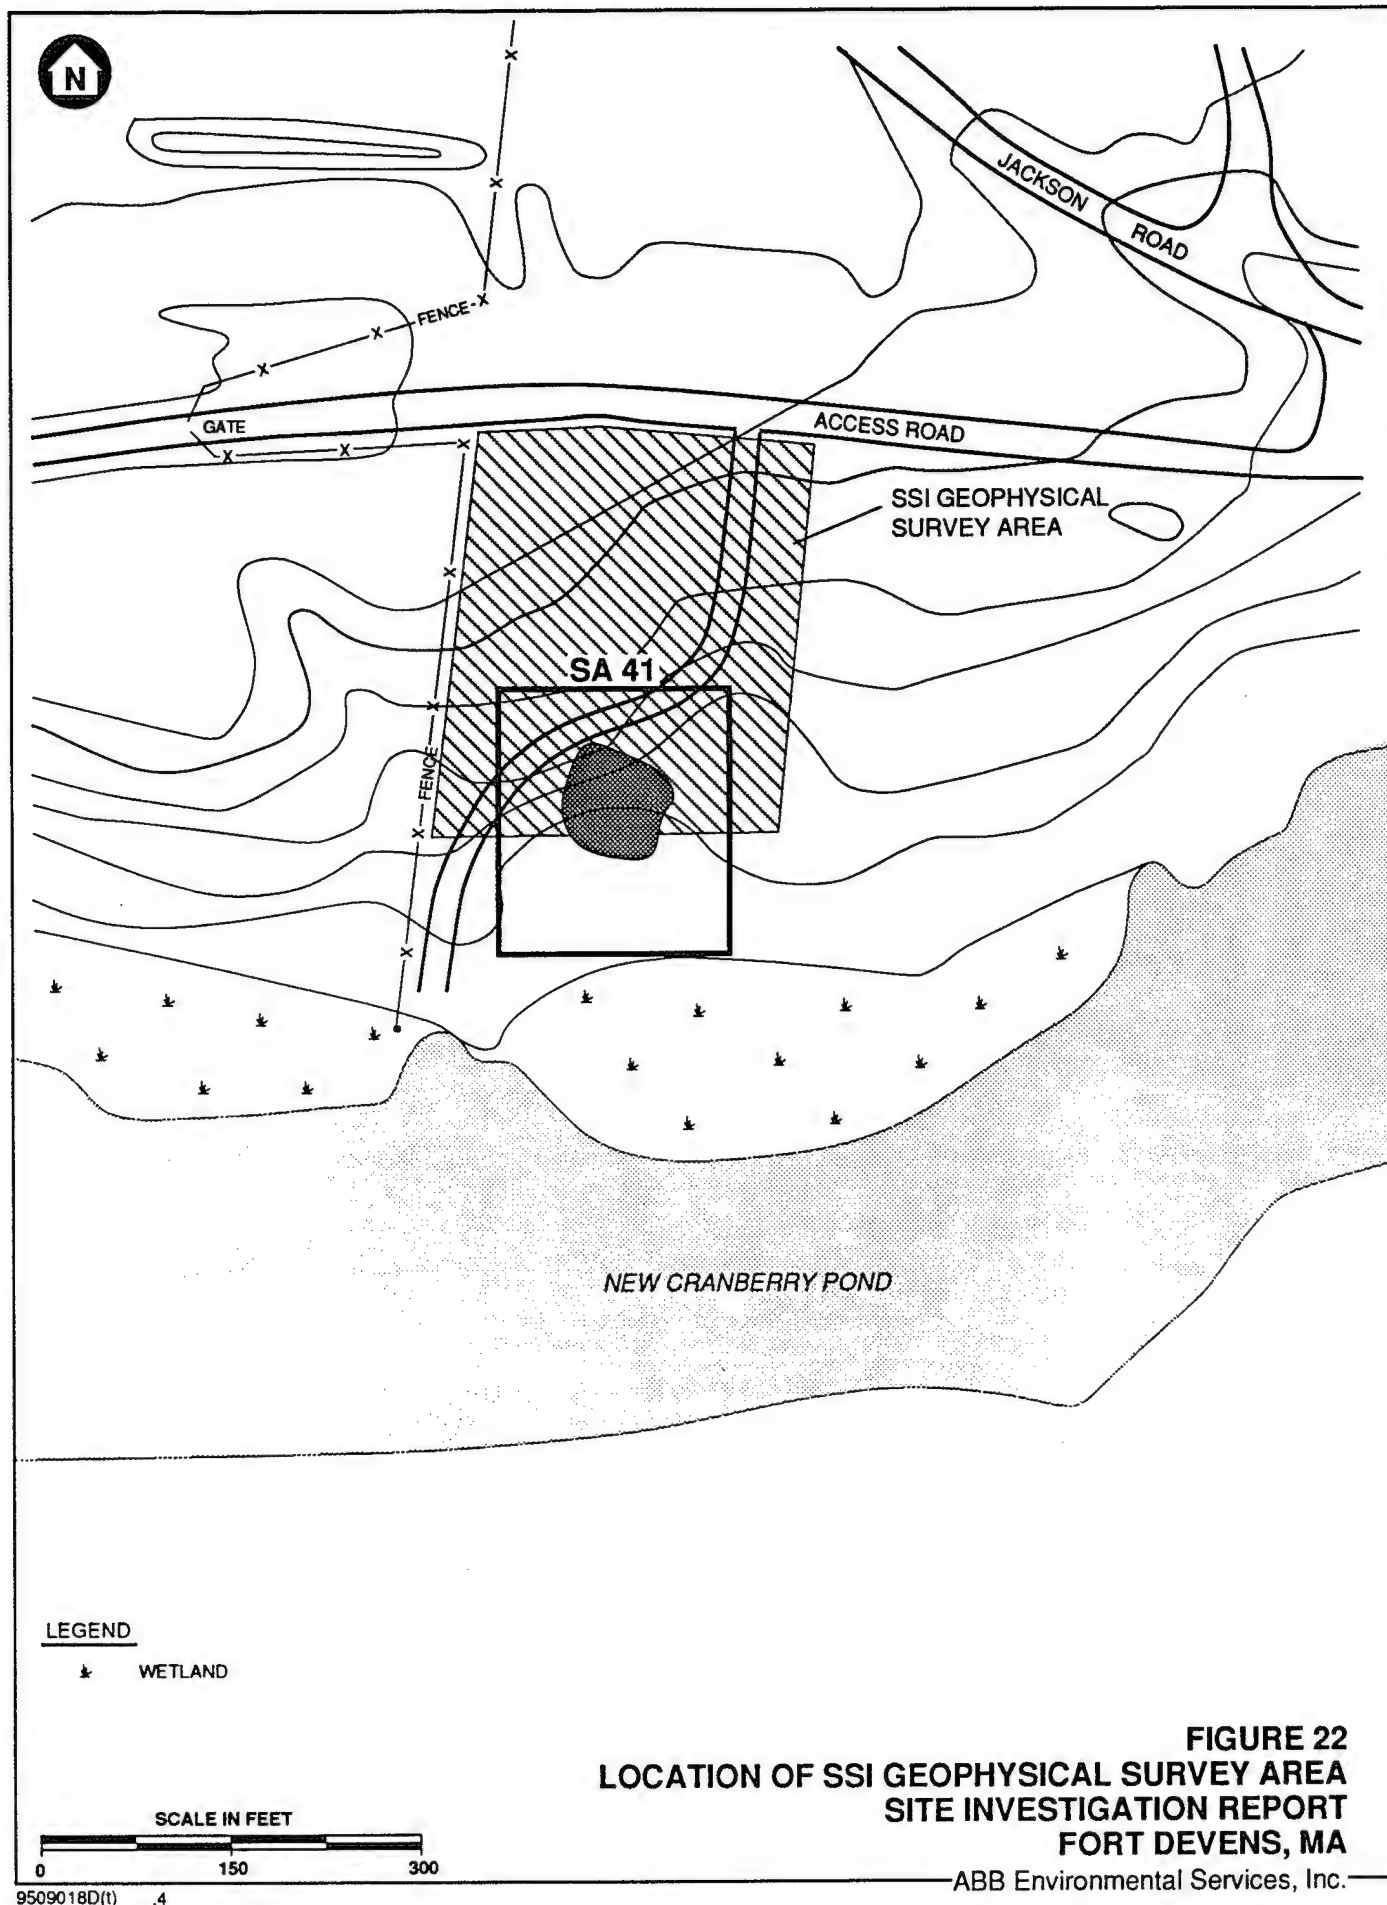 N
JACKSON
ROAD
FENCE
GATE
ACCESS ROAD
SSI GEOPHYSICAL
SURVEY AREA
SA 41
FENCE
NEW CRANBERRY POND
LEGEND
WETLAND
FIGURE 22
LOCATION OF SSI GEOPHYSICAL SURVEY AREA
SITE INVESTIGATION REPORT
FORT DEVENS, MA
ABB Environmental Services, Inc.
SCALE IN FEET
0 150 300
9509018D(t) .4